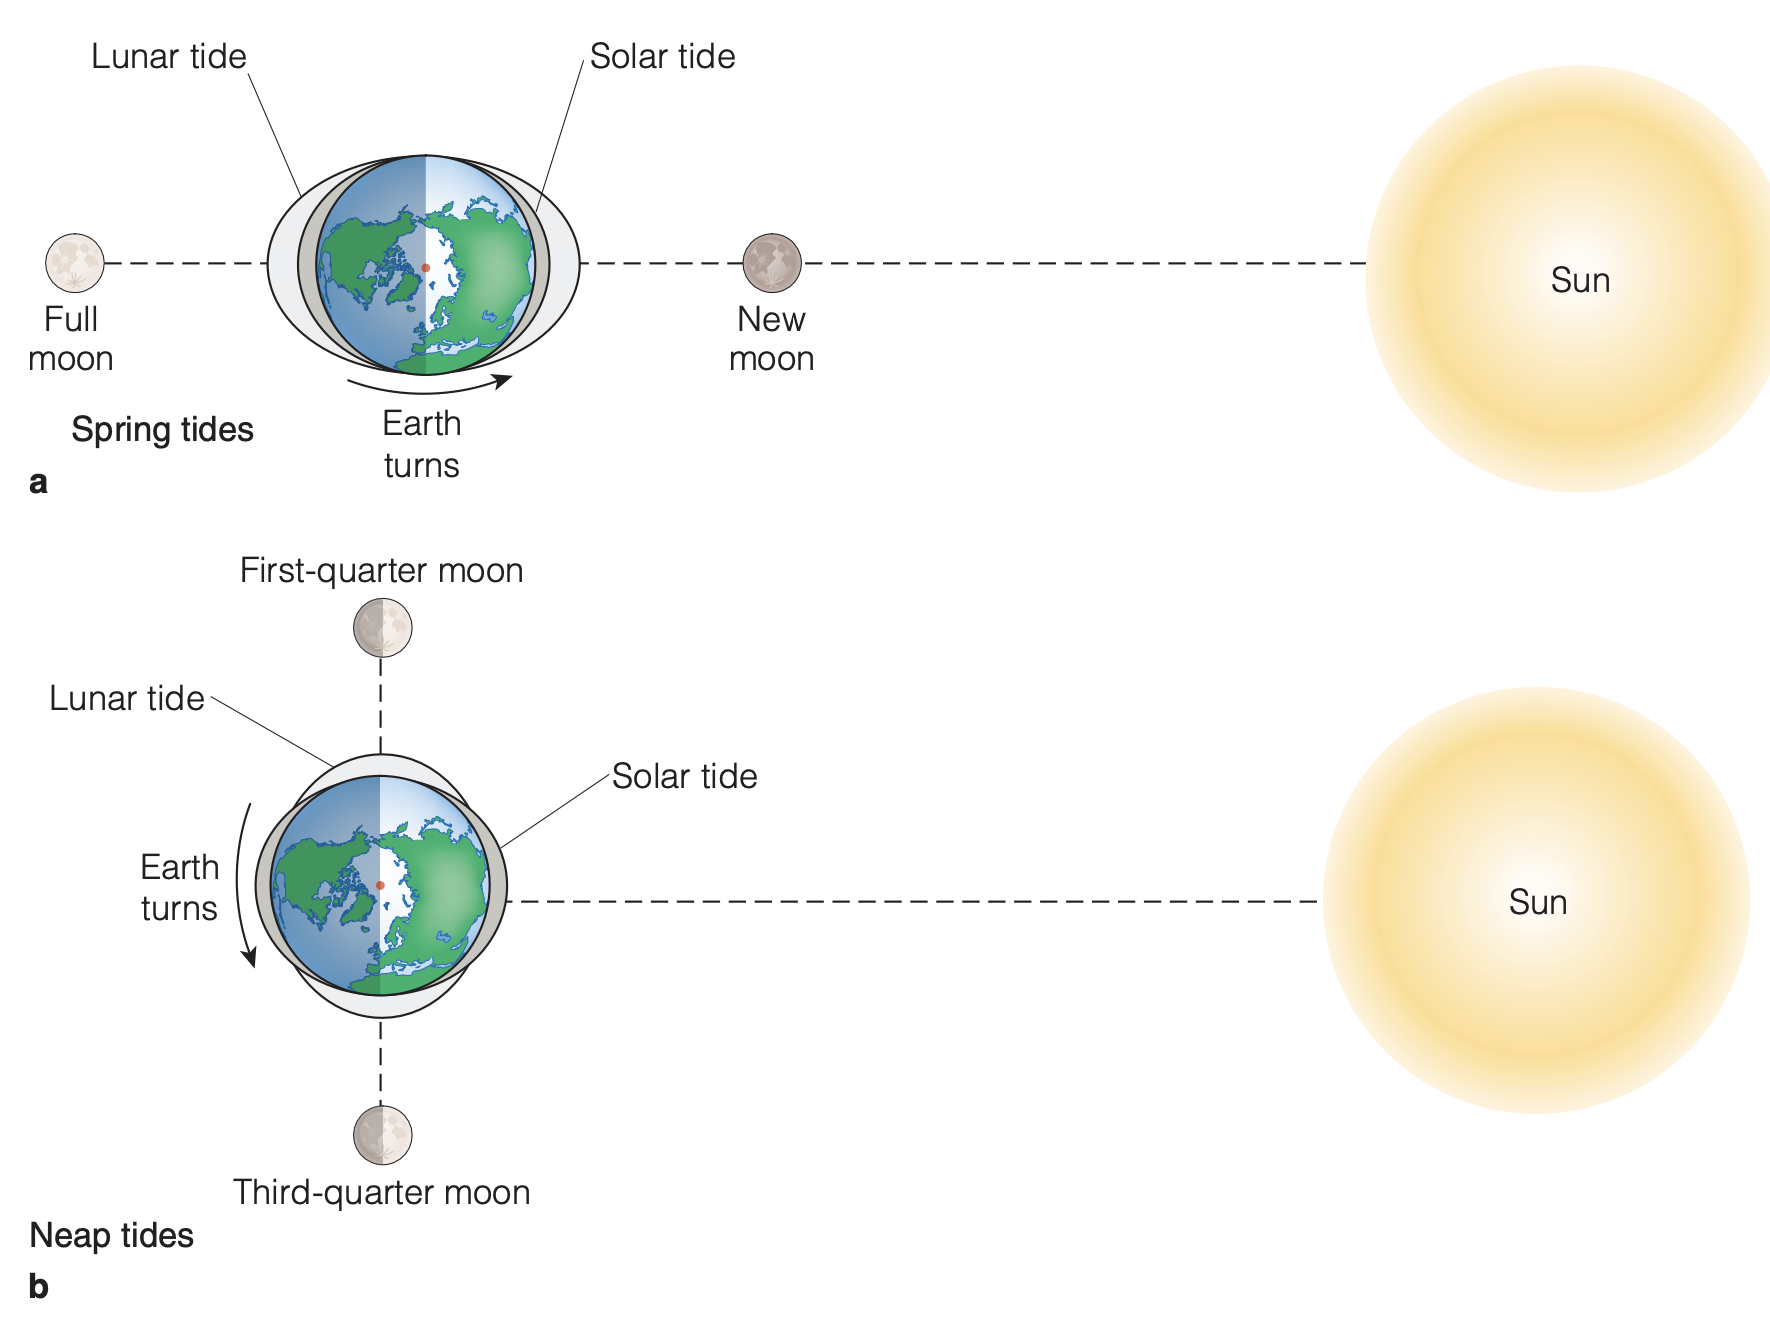 Lunar tide
Solar tide
Full
moon
New
moon
Sun
Earth
turns
Spring tides
a
First-quarter moon
Lunar tide
Solar tide
Earth
turns
Sun
Third-quarter moon
Neap tides
b